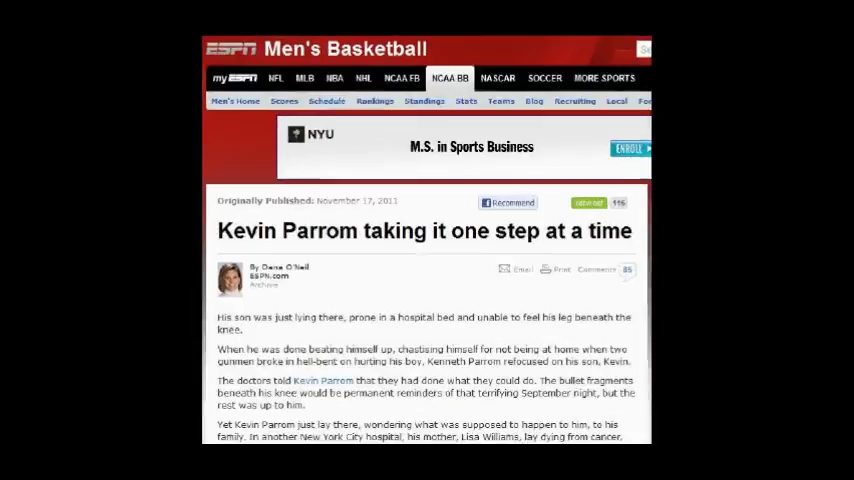 ESPN Men's Basketball
myESPN NFL MLB NBA NHL NCAA FB NCAA BB NASCAR SOCCER MORE SPORTS
Men's Home Scores Schedule Rankings Standings Stats Teams Blog Recruiting Local
NYU
M.S. in Sports Business
ENROLL
Originally Published: November 17, 2011
Recommend
116
Kevin Parrom taking it one step at a time
By Dana O'Neil
ESPN.com
Archive
Email Print Comments 85
His son was just lying there, prone in a hospital bed and unable to feel his leg beneath the
knee.
When he was done beating himself up, chastising himself for not being at home when two
gunmen broke in hell-bent on hurting his boy, Kenneth Parrom refocused on his son, Kevin.
The doctors told Kevin Parrom that they had done what they could do. The bullet fragments
beneath his knee would be permanent reminders of that terrifying September night, but the
rest was up to him.
Yet Kevin Parrom just lay there, wondering what was supposed to happen to him, to his
family. In another New York City hospital, his mother, Lisa Williams, lay dying from cancer,